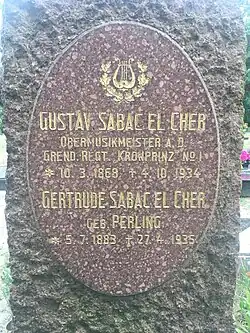 GUSTAV SABAC EL CHER
OBERMUSIKMEISTER A. D.
GREND. REGT. "KRONPRINZ" No 1
* 10. 3. 1868 † 4. 10. 1934
GERTRUDE SABAC EL CHER
GEB. PERLING
* 5. 7. 1883 † 27. 4. 1935